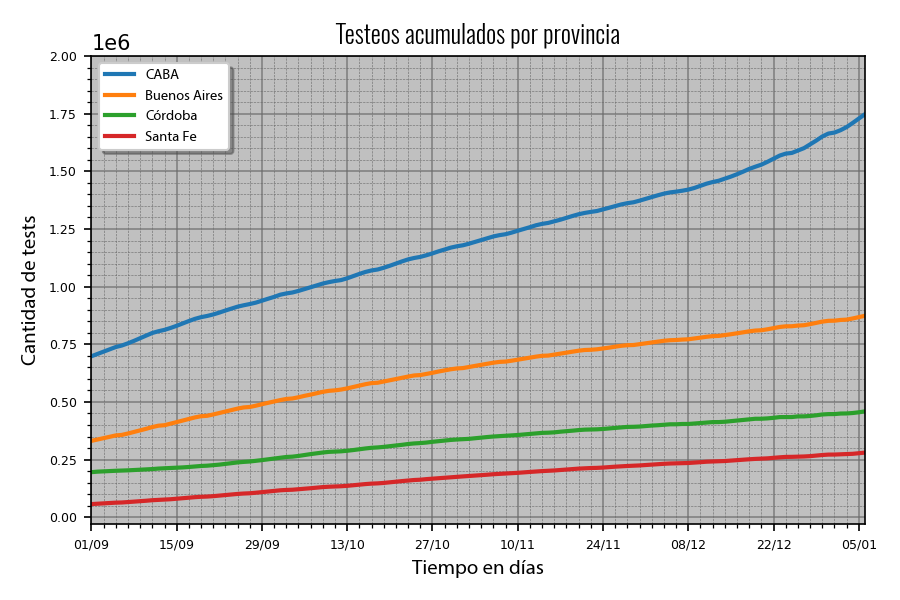 Testeos acumulados por provincia
1e6
CABA
Buenos Aires
Córdoba
Santa Fe
2.00
1.75
1.50
1.25
1.00
0.75
0.50
0.25
0.00
Cantidad de tests
01/09 15/09 29/09 13/10 27/10 10/11 24/11 08/12 22/12 05/01
Tiempo en días